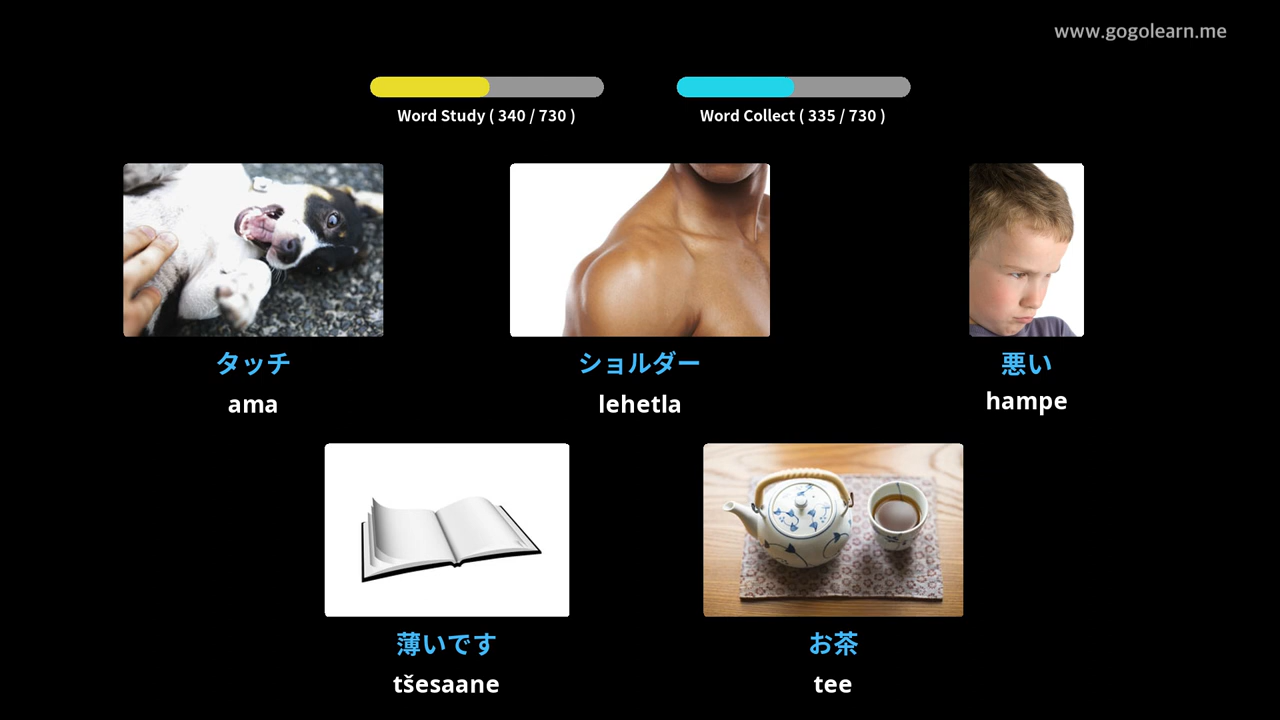 www.gogolearn.me
Word Study ( 340 / 730 )
Word Collect ( 335 / 730 )
タッチ
ama
ショルダー
lehetla
悪い
hampe
薄いです
tšesaane
お茶
tee